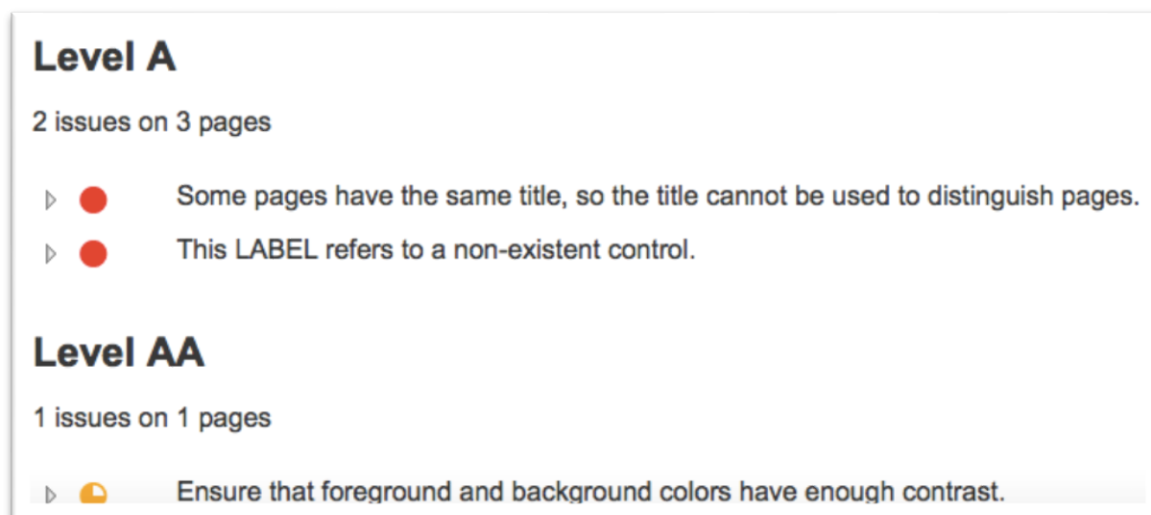 Level A
2 issues on 3 pages
Some pages have the same title, so the title cannot be used to distinguish pages.
This LABEL refers to a non-existent control.
Level AA
1 issues on 1 pages
Ensure that foreground and background colors have enough contrast.